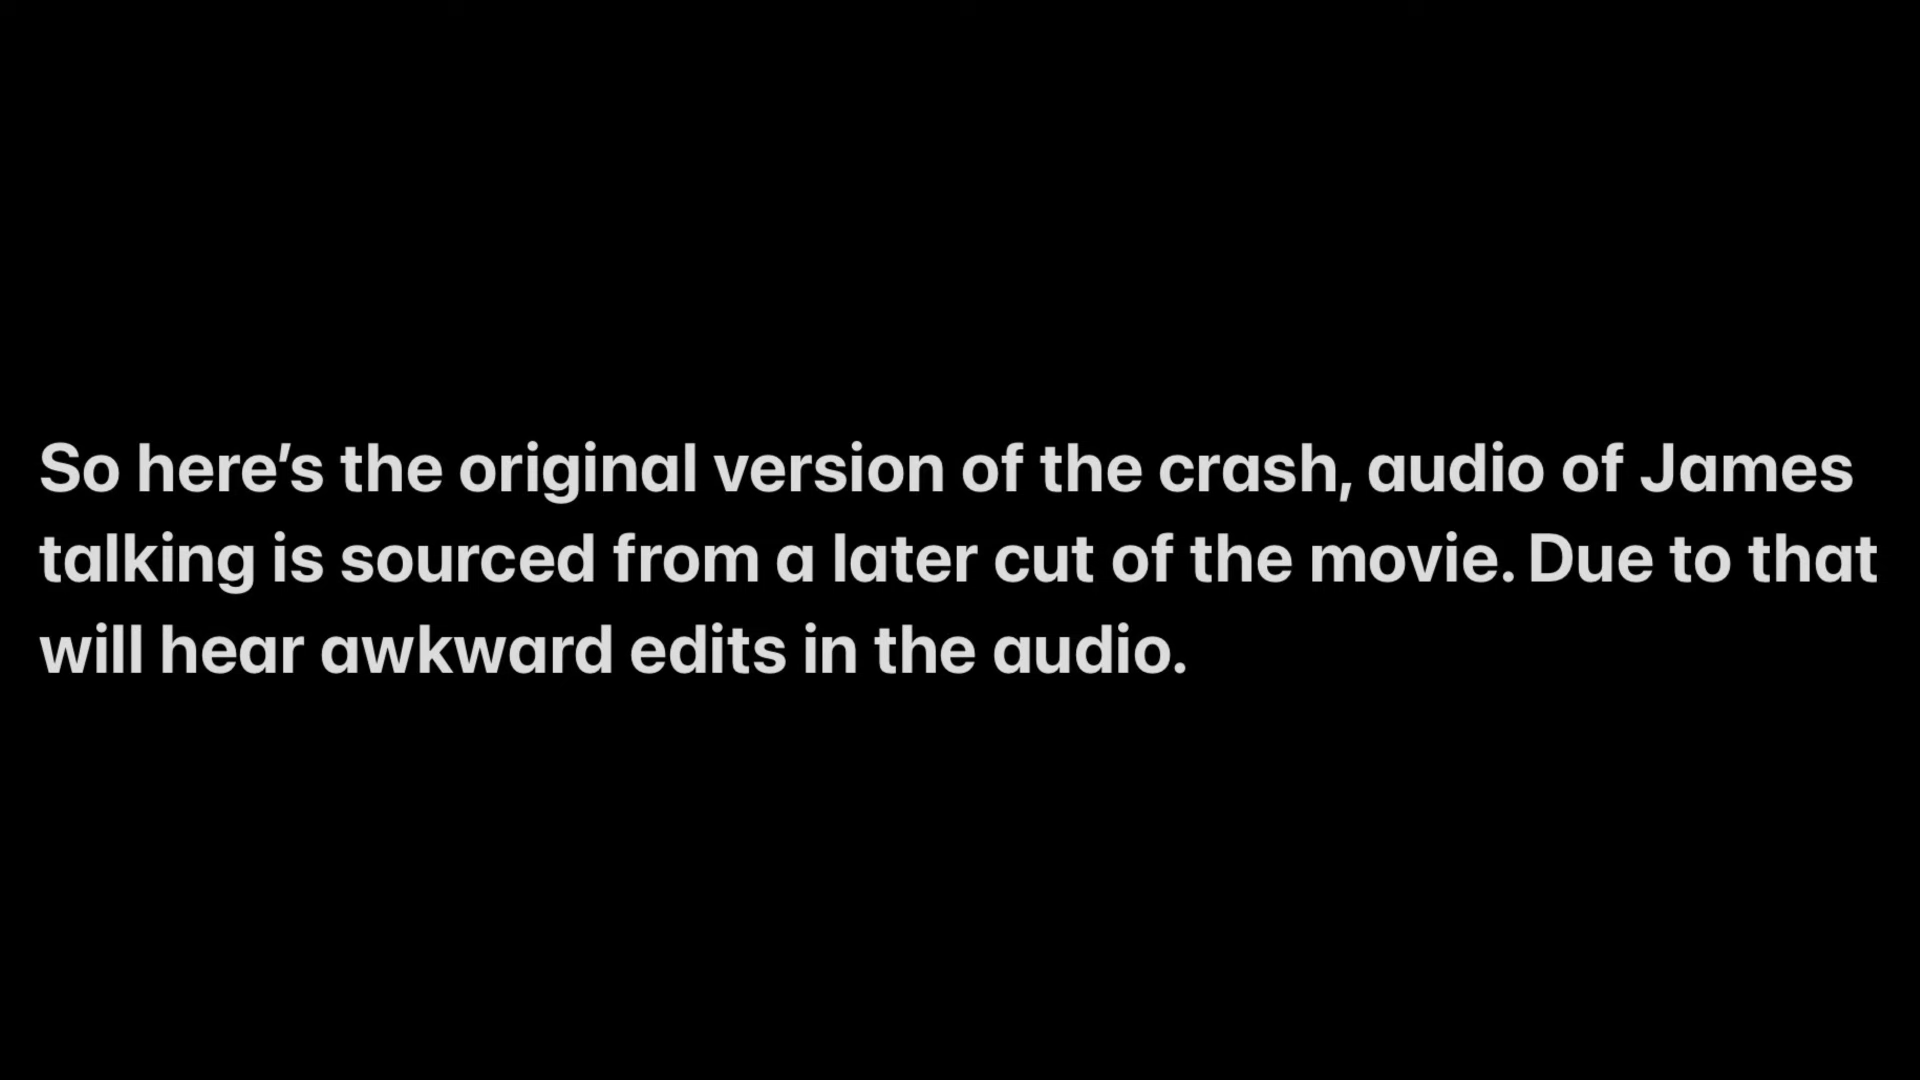 So here’s the original version of the crash, audio of James
talking is sourced from a later cut of the movie. Due to that
will hear awkward edits in the audio.